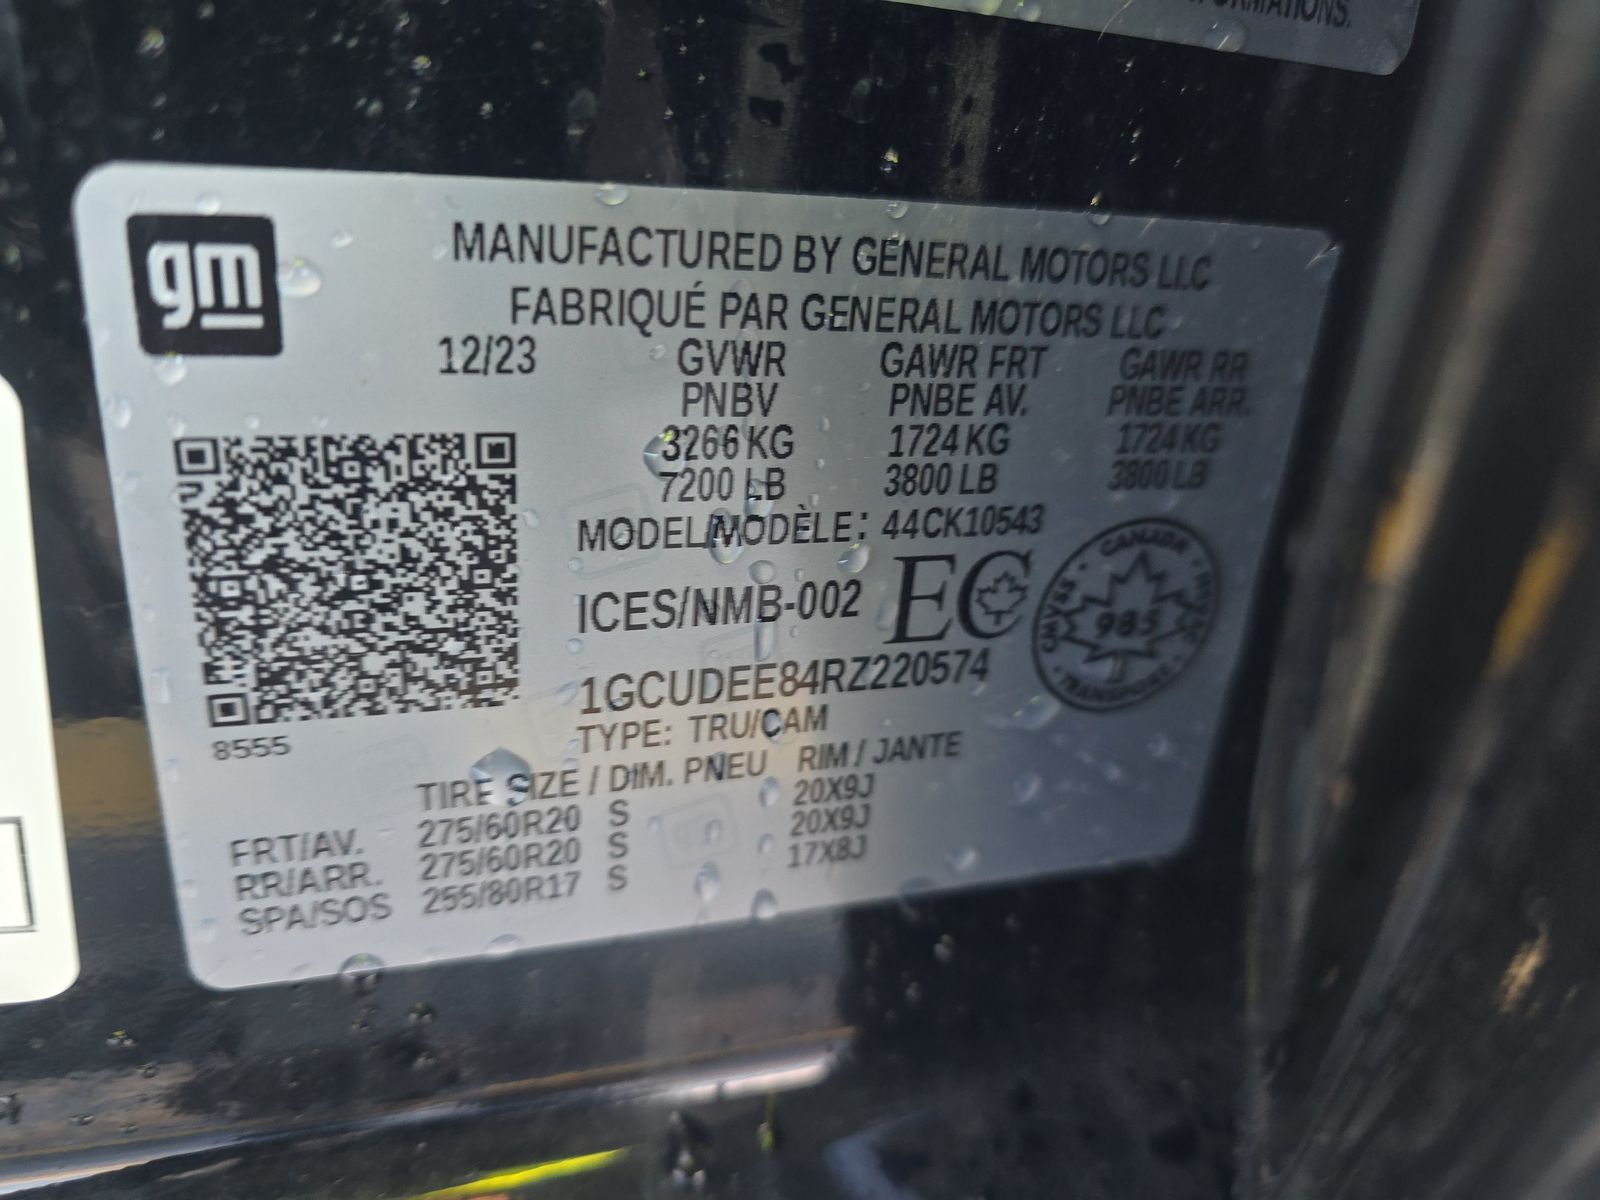 FORMATIONS.
gm
MANUFACTURED BY GENERAL MOTORS LLC
FABRIQUÉ PAR GENERAL MOTORS LLC
12/23 GVWR GAWR FRT GAWR RR
PNBV PNBE AV. PNBE ARR.
3266 KG 1724 KG 1724 KG
7200 LB 3800 LB 3800 LB
MODEL/MODÈLE: 44CK10543
ICES/NMB-002 EC
CANADA
CMVSS 985
TRANSPORT
1GCUDEE84RZ220574
TYPE: TRU/CAM
8555
TIRE SIZE / DIM. PNEU RIM / JANTE
FRT/AV. 275/60R20 S 20X9J
RR/ARR. 275/60R20 S 20X9J
SPA/SOS 255/80R17 S 17X8J